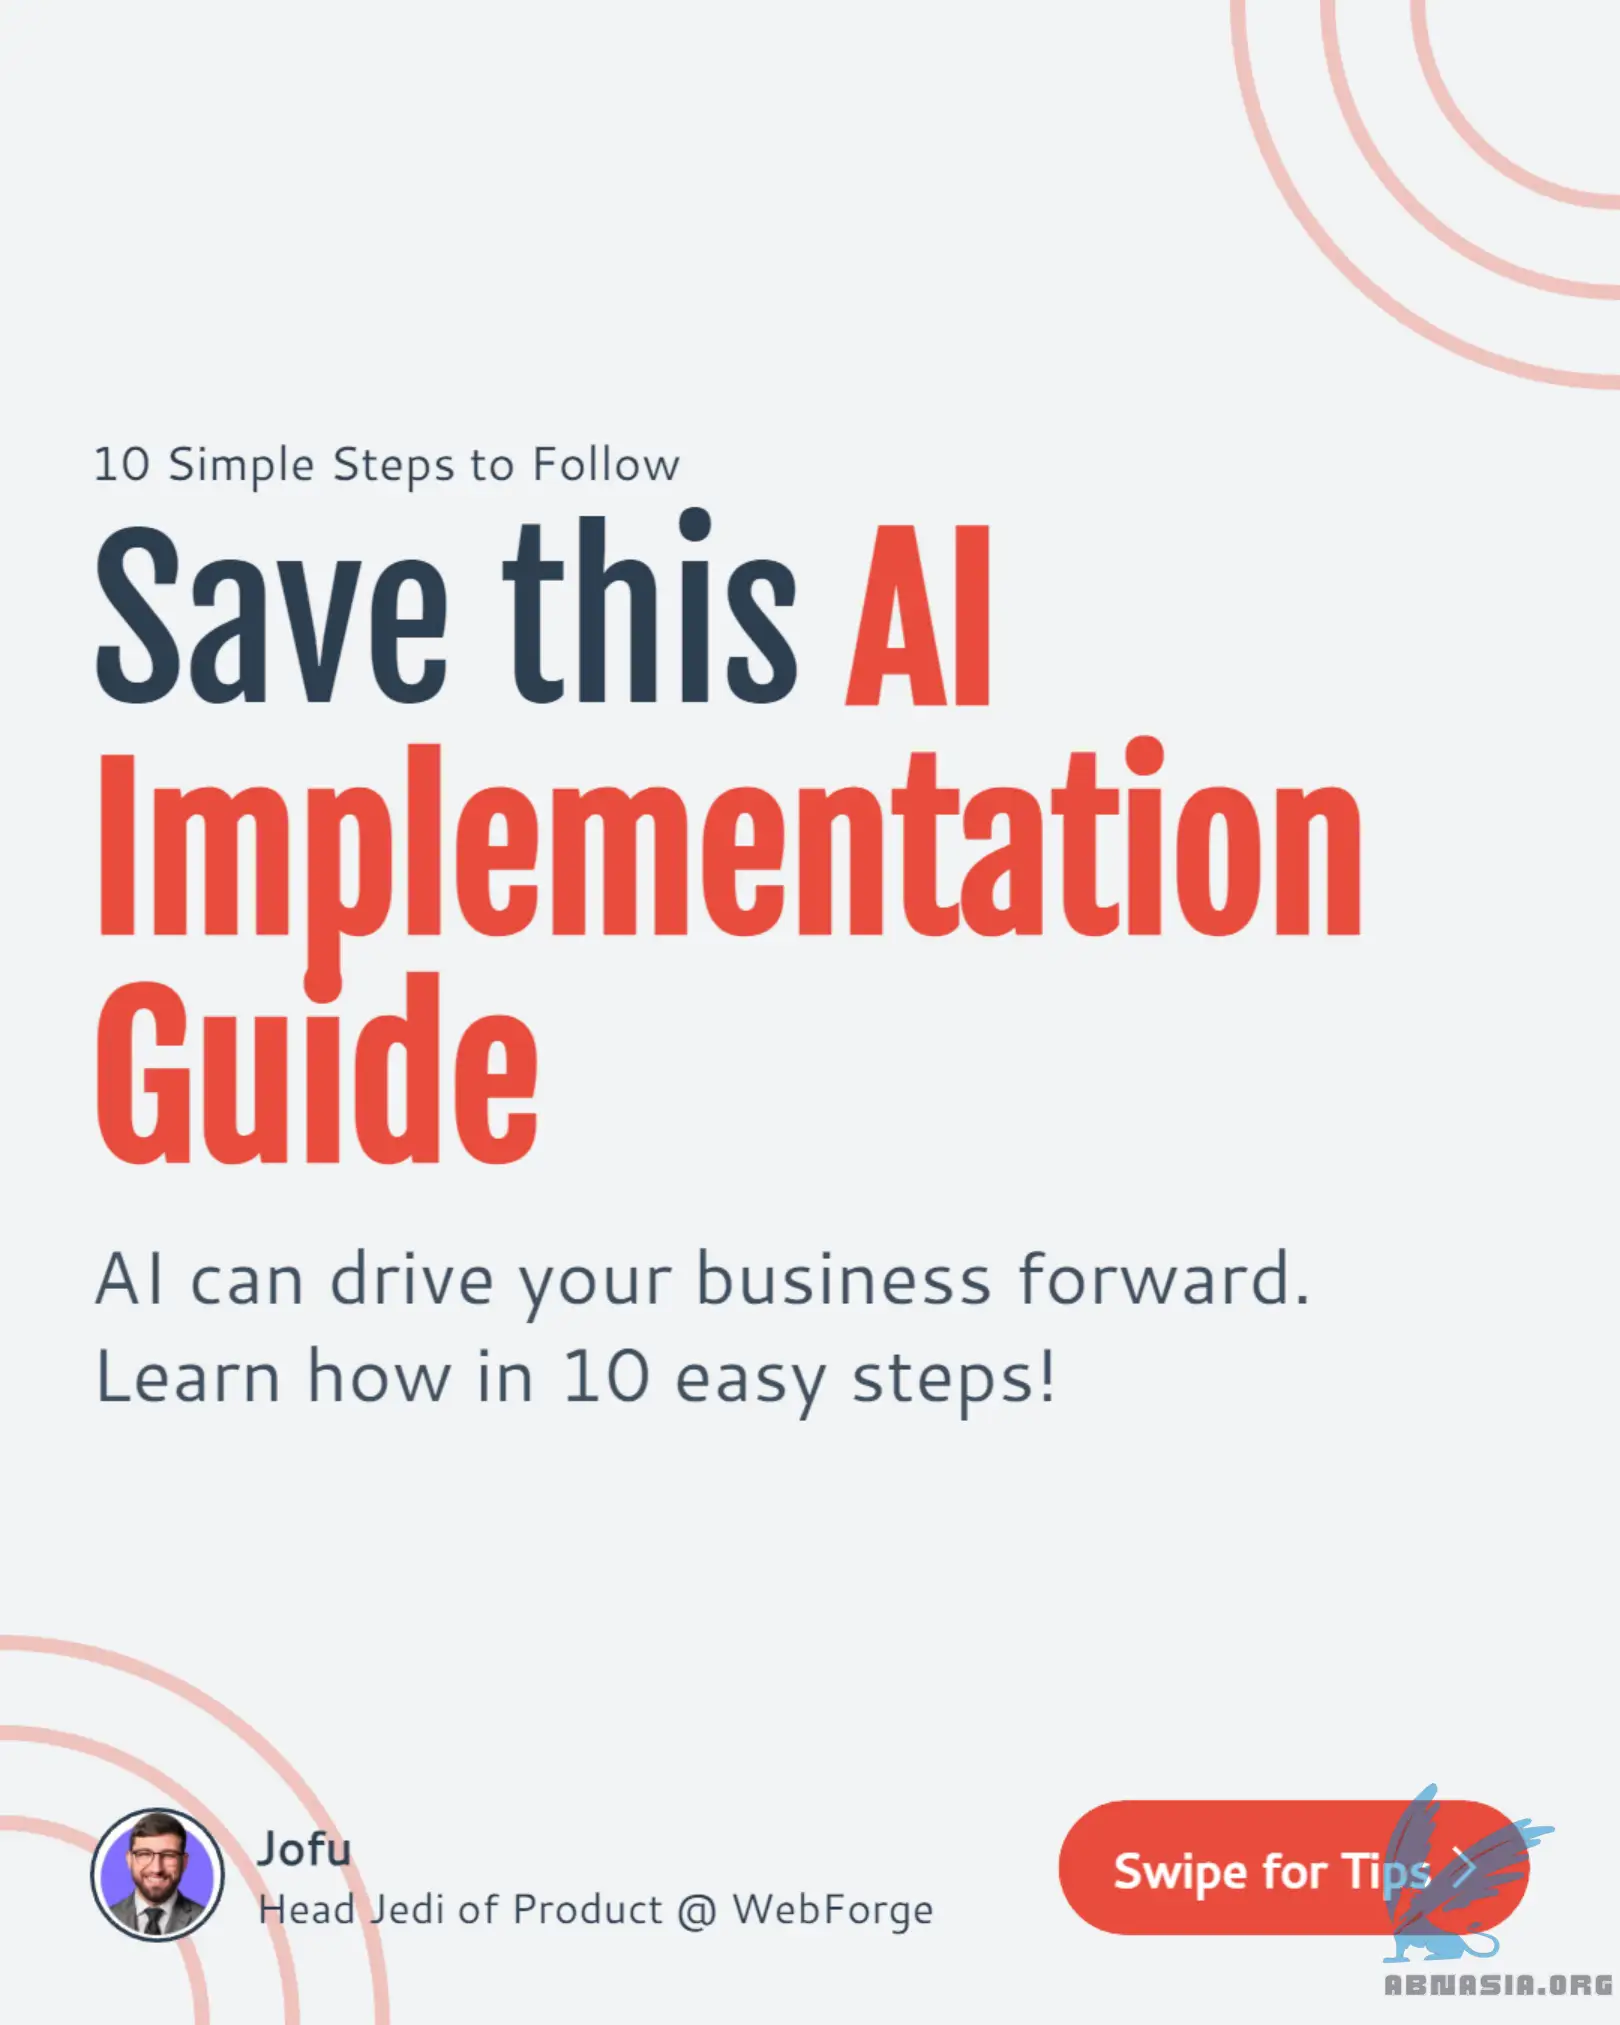 10 Simple Steps to Follow
Save this AI
Implementation
Guide
AI can drive your business forward.
Learn how in 10 easy steps!
Jofu
Head Jedi of Product @ WebForge
Swipe for Tips
ABNASIA.ORG